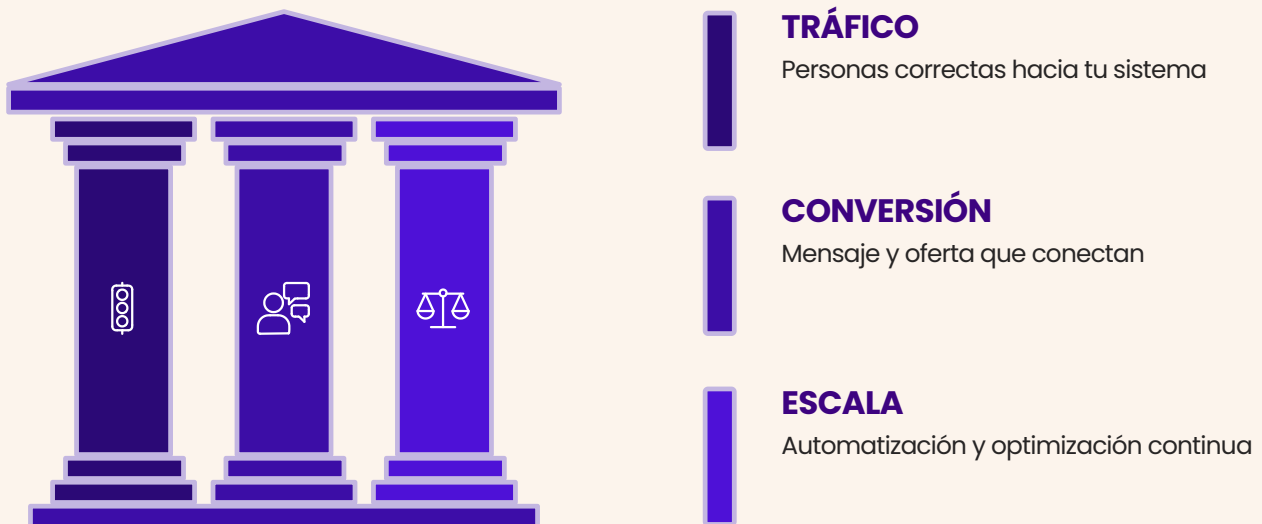 TRÁFICO
Personas correctas hacia tu sistema
CONVERSIÓN
Mensaje y oferta que conectan
ESCALA
Automatización y optimización continua